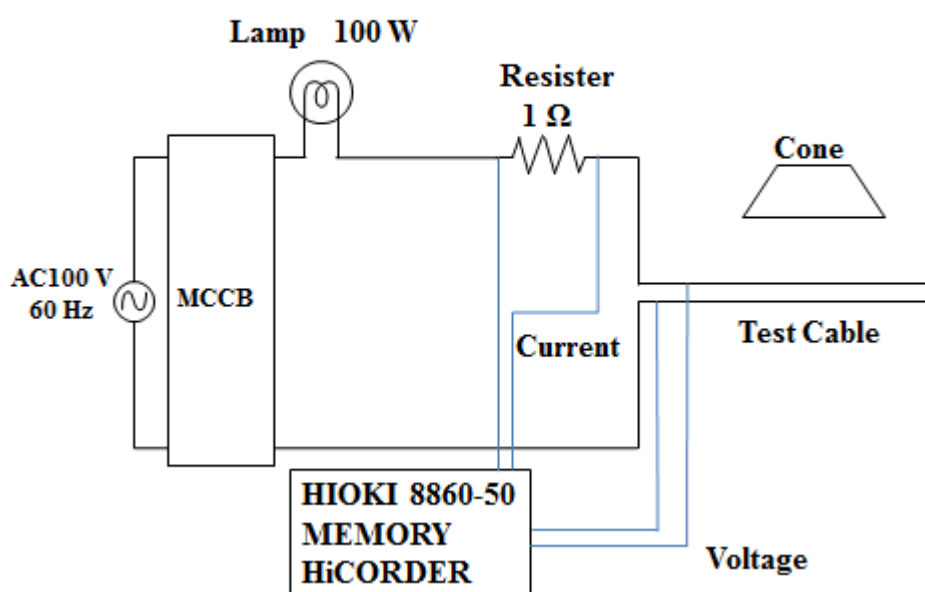 Lamp 100 W
Resister
1 Ω
Cone
AC100 V
60 Hz
MCCB
Current
Test Cable
HIOKI 8860-50
MEMORY
HiCORDER
Voltage